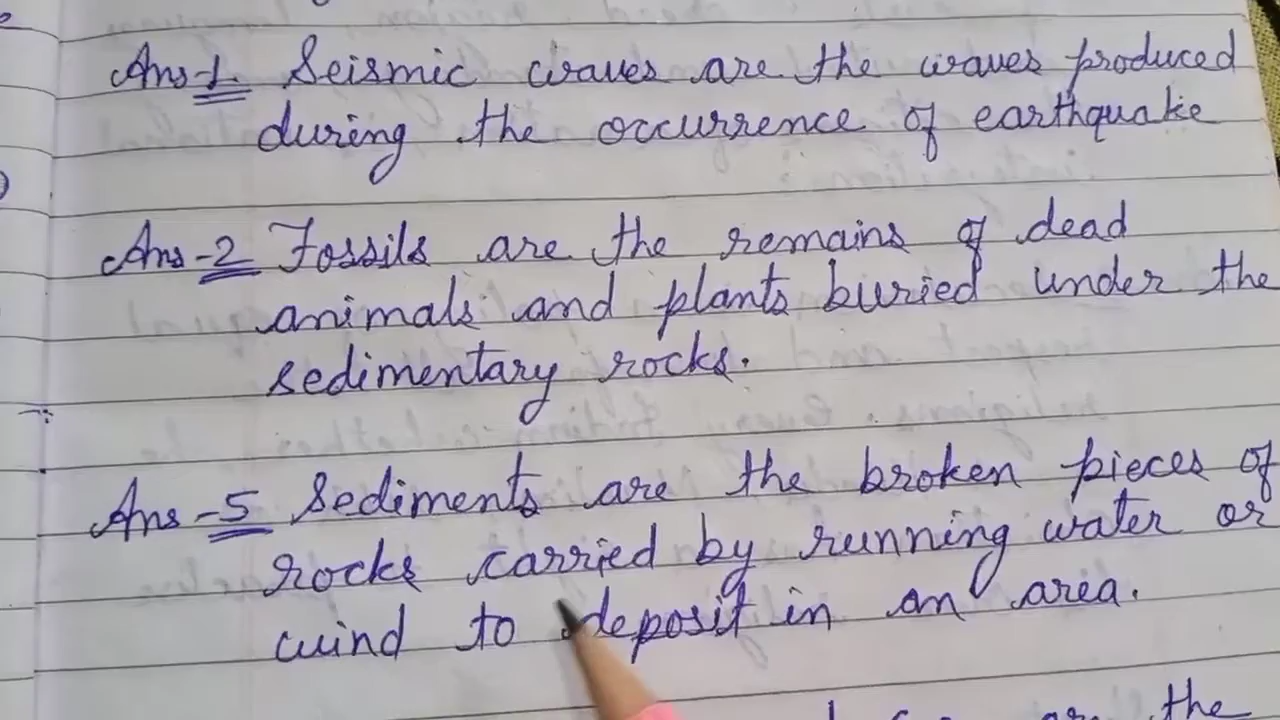 Ans-1. Seismic waves are the waves produced
during the occurrence of earthquake
Ans-2 Fossils are the remains of dead
animals and plants buried under the
sedimentary rocks.
Ans-5 Sediments are the broken pieces of
rocks carried by running water or
wind to deposit in an area.
the